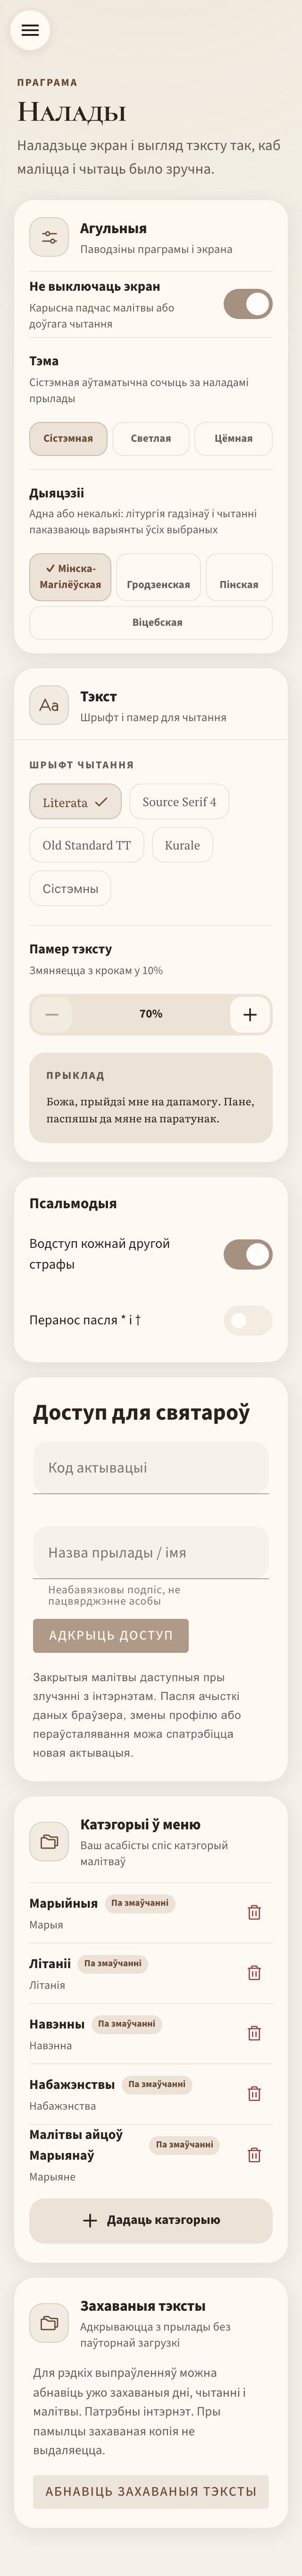 ПРАГРАМА
Налады
Наладзьце экран і выгляд тэксту так, каб
маліцца і чытаць было зручна.
Агульныя
Паводзіны праграмы і экрана
Не выключаць экран
Карысна падчас малітвы або
доўгага чытання
Тэма
Сістэмная аўтаматычна сочыць за наладамі
прылады
Сістэмная Светлая Цёмная
Дыяцэзіі
Адна або некалькі: літургія гадзінаў і чытанні
паказваюць варыянты ўсіх выбраных
✓ Мінска-
Магілёўская Гродзенская Пінская
Віцебская
Тэкст
Шрыфт і памер для чытання
Aa
ШРЫФТ ЧЫТАННЯ
Literata ✓ Source Serif 4
Old Standard TT Kurale
Сістэмны
Памер тэксту
Змяняецца з крокам у 10%
− 70% +
ПРЫКЛАД
Божа, прыйдзі мне на дапамогу. Пане,
паспяшы да мяне на паратунак.
Псальмодыя
Водступ кожнай другой
страфы
Перанос пасля * і †
Доступ для святароў
Код актывацыі
Назва прылады / імя
Неабавязковы подпіс, не
пацвярджэнне асобы
АДКРЫЦЬ ДОСТУП
Закрытыя малітвы даступныя пры
злучэнні з інтэрнэтам. Пасля ачысткі
даных браўзера, змены профілю або
пераўсталявання можа спатрэбіцца
новая актывацыя.
Катэгорыі ў меню
Ваш асабісты спіс катэгорый
малітваў
Марыйныя Па змаўчанні
Марыя
Літаніі Па змаўчанні
Літанія
Навэнны Па змаўчанні
Навэнна
Набажэнствы Па змаўчанні
Набажэнства
Малітвы айцоў
Марыянаў Па змаўчанні
Марыяне
+ Дадаць катэгорыю
Захаваныя тэксты
Адкрываюцца з прылады без
паўторнай загрузкі
Для рэдкіх выпраўленняў можна
абнавіць ужо захаваныя дні, чытанні і
малітвы. Патрэбны інтэрнэт. Пры
памылцы захаваная копія не
выдаляецца.
АБНАВІЦЬ ЗАХАВАНЫЯ ТЭКСТЫ